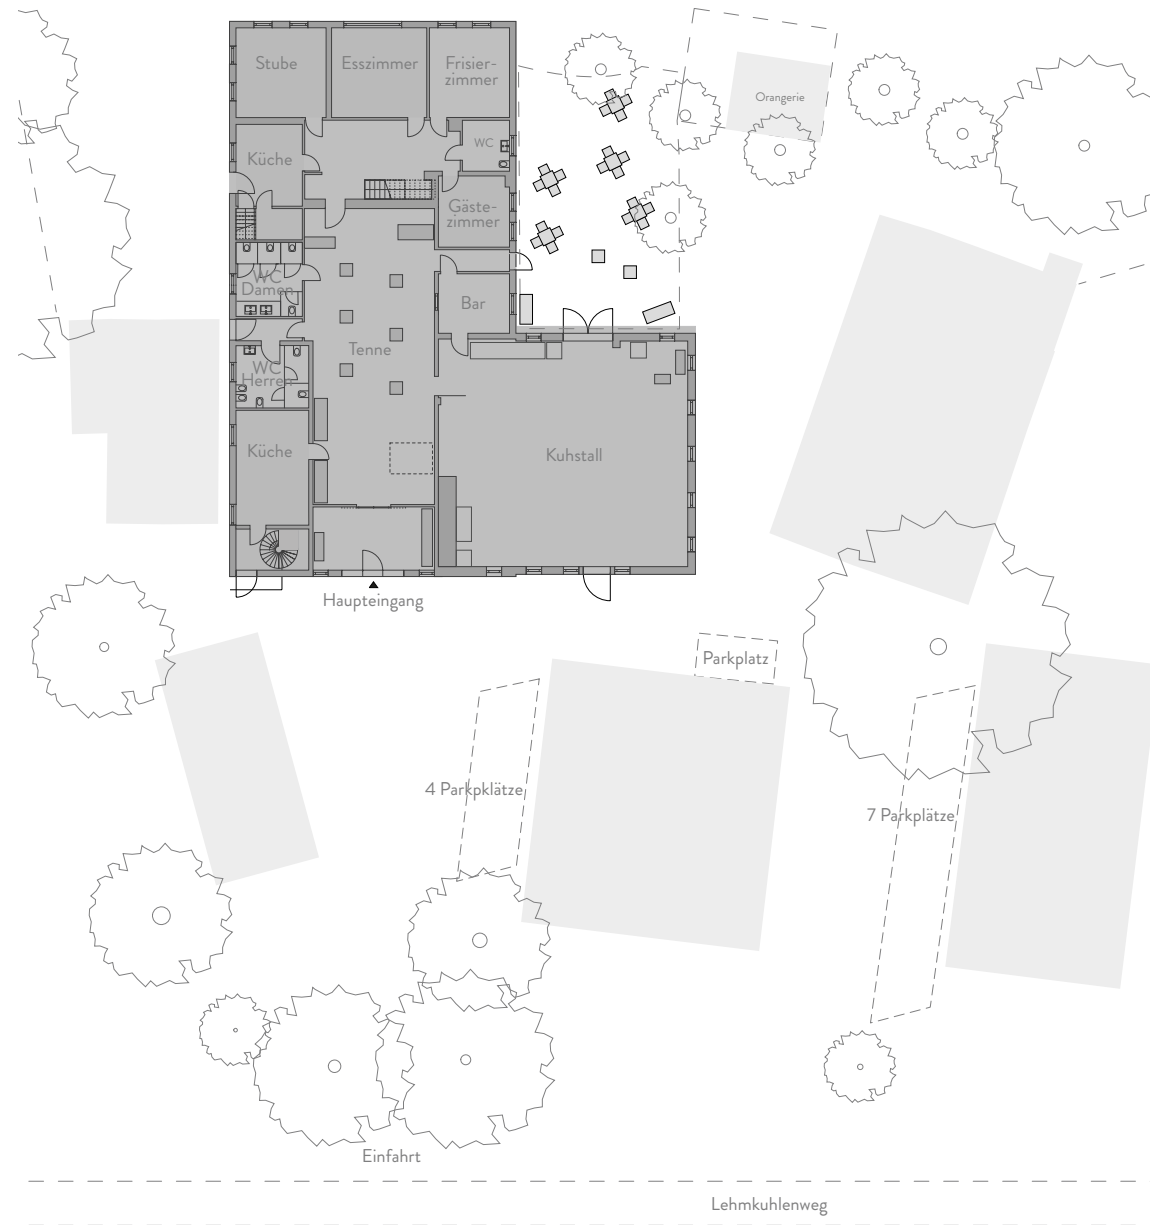 Stube
Esszimmer
Frisier-
zimmer
Orangerie
WC
Küche
Gäste-
zimmer
WC
Damen
Bar
Tenne
WC
Herren
Küche
Kuhstall
Haupteingang
Parkplatz
4 Parkpklätze
7 Parkplätze
Einfahrt
Lehmkuhlenweg